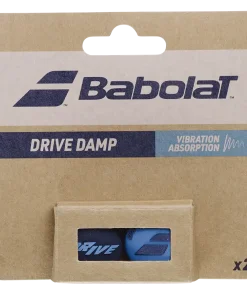 BABOLAT
DRIVE DAMP
VIBRATION
ABSORPTION
DRIVE
x2